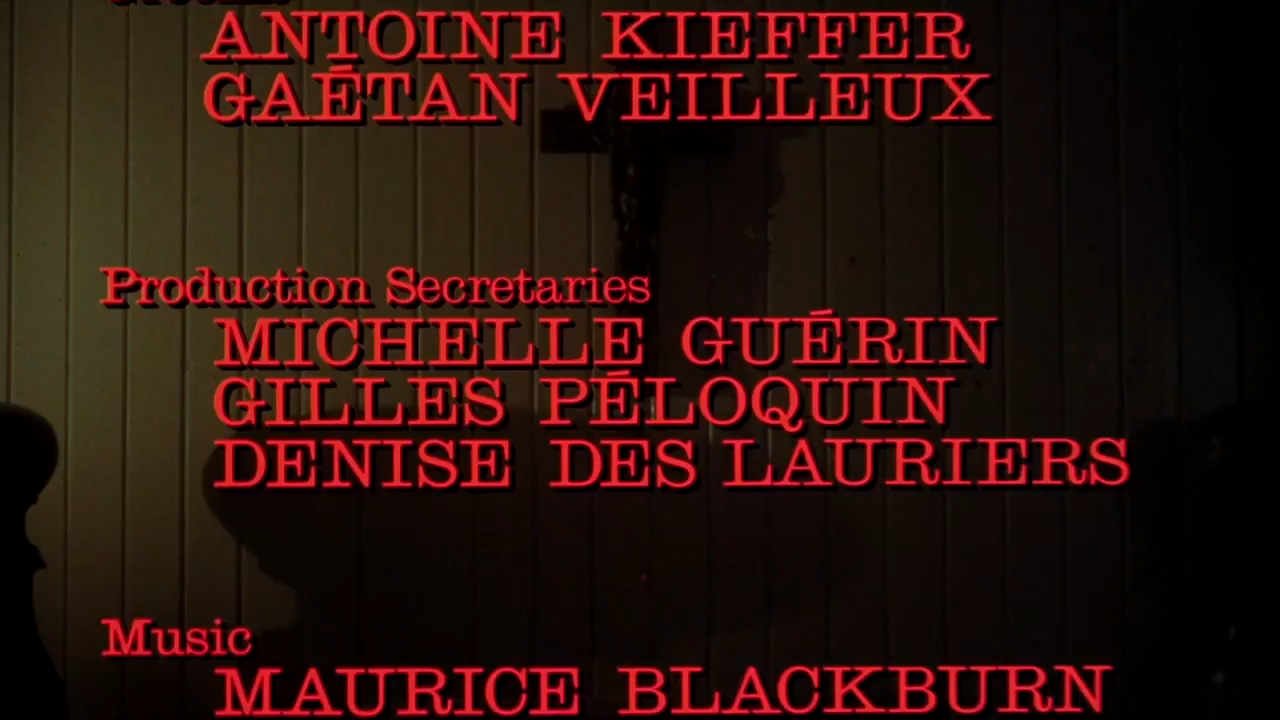 ANTOINE KIEFFER
GAÉTAN VEILLEUX
Production Secretaries
MICHELLE GUÉRIN
GILLES PÉLOQUIN
DENISE DES LAURIERS
Music
MAURICE BLACKBURN